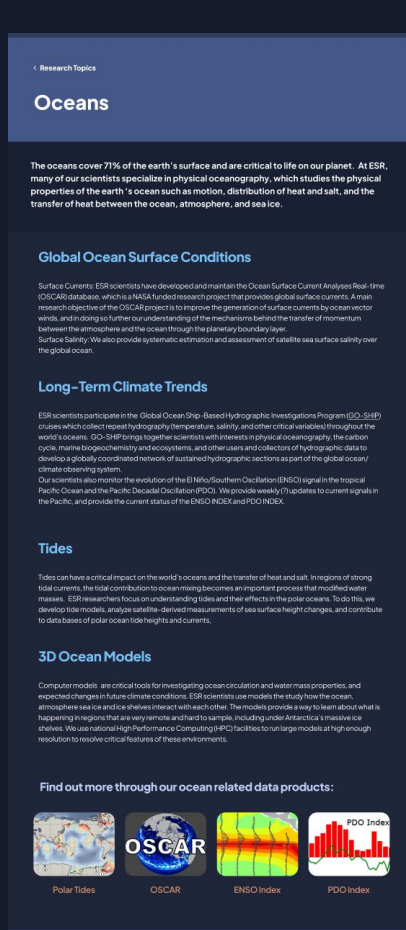 < Research Topics
Oceans
The oceans cover 71% of the earth's surface and are critical to life on our planet. At ESR,
many of our scientists specialize in physical oceanography, which studies the physical
properties of the earth 's ocean such as motion, distribution of heat and salt, and the
transfer of heat between the ocean, atmosphere, and sea ice.
Global Ocean Surface Conditions
Surface Currents: ESR scientists have developed and maintain the Ocean Surface Current Analyses Real-time
(OSCAR) database, which is a NASA funded research project that provides global surface currents. A main
research objective of the OSCAR project is to improve the generation of surface currents by ocean vector
winds, and in doing so further our understanding of the mechanisms behind the transfer of momentum
between the atmosphere and the ocean through the planetary boundary layer.
Surface Salinity: We also provide systematic estimation and assessment of satellite sea surface salinity over
the global ocean.
Long-Term Climate Trends
ESR scientists participate in the Global Ocean Ship-Based Hydrographic Investigations Program (GO-SHIP)
cruises which collect repeat hydrography (temperature, salinity, and other critical variables) throughout the
world's oceans. GO-SHIP brings together scientists with interests in physical oceanography, the carbon
cycle, marine biogeochemistry and ecosystems, and other users and collectors of hydrographic data to
develop a globally coordinated network of sustained hydrographic sections as part of the global ocean/
climate observing system.
Our scientists also monitor the evolution of the El Niño/Southern Oscillation (ENSO) signal in the tropical
Pacific Ocean and the Pacific Decadal Oscillation (PDO). We provide weekly (?) updates to current signals in
the Pacific, and provide the current status of the ENSO INDEX and PDO INDEX.
Tides
Tides can have a critical impact on the world's oceans and the transfer of heat and salt. In regions of strong
tidal currents, the tidal contribution to ocean mixing becomes an important process that modified water
masses. ESR researchers focus on understanding tides and their effects in the polar oceans. To do this, we
develop tide models, analyze satellite-derived measurements of sea surface height changes, and contribute
to data bases of polar ocean tide heights and currents,
3D Ocean Models
Computer models are critical tools for investigating ocean circulation and water mass properties, and
expected changes in future climate conditions. ESR scientists use models the study how the ocean,
atmosphere sea ice and ice shelves interact with each other. The models provide a way to learn about what is
happening in regions that are very remote and hard to sample, including under Antarctica's massive ice
shelves. We use national High Performance Computing (HPC) facilities to run large models at high enough
resolution to resolve critical features of these environments.
Find out more through our ocean related data products:
OSCAR
PDO Index
Polar Tides
OSCAR
ENSO Index
PDO Index